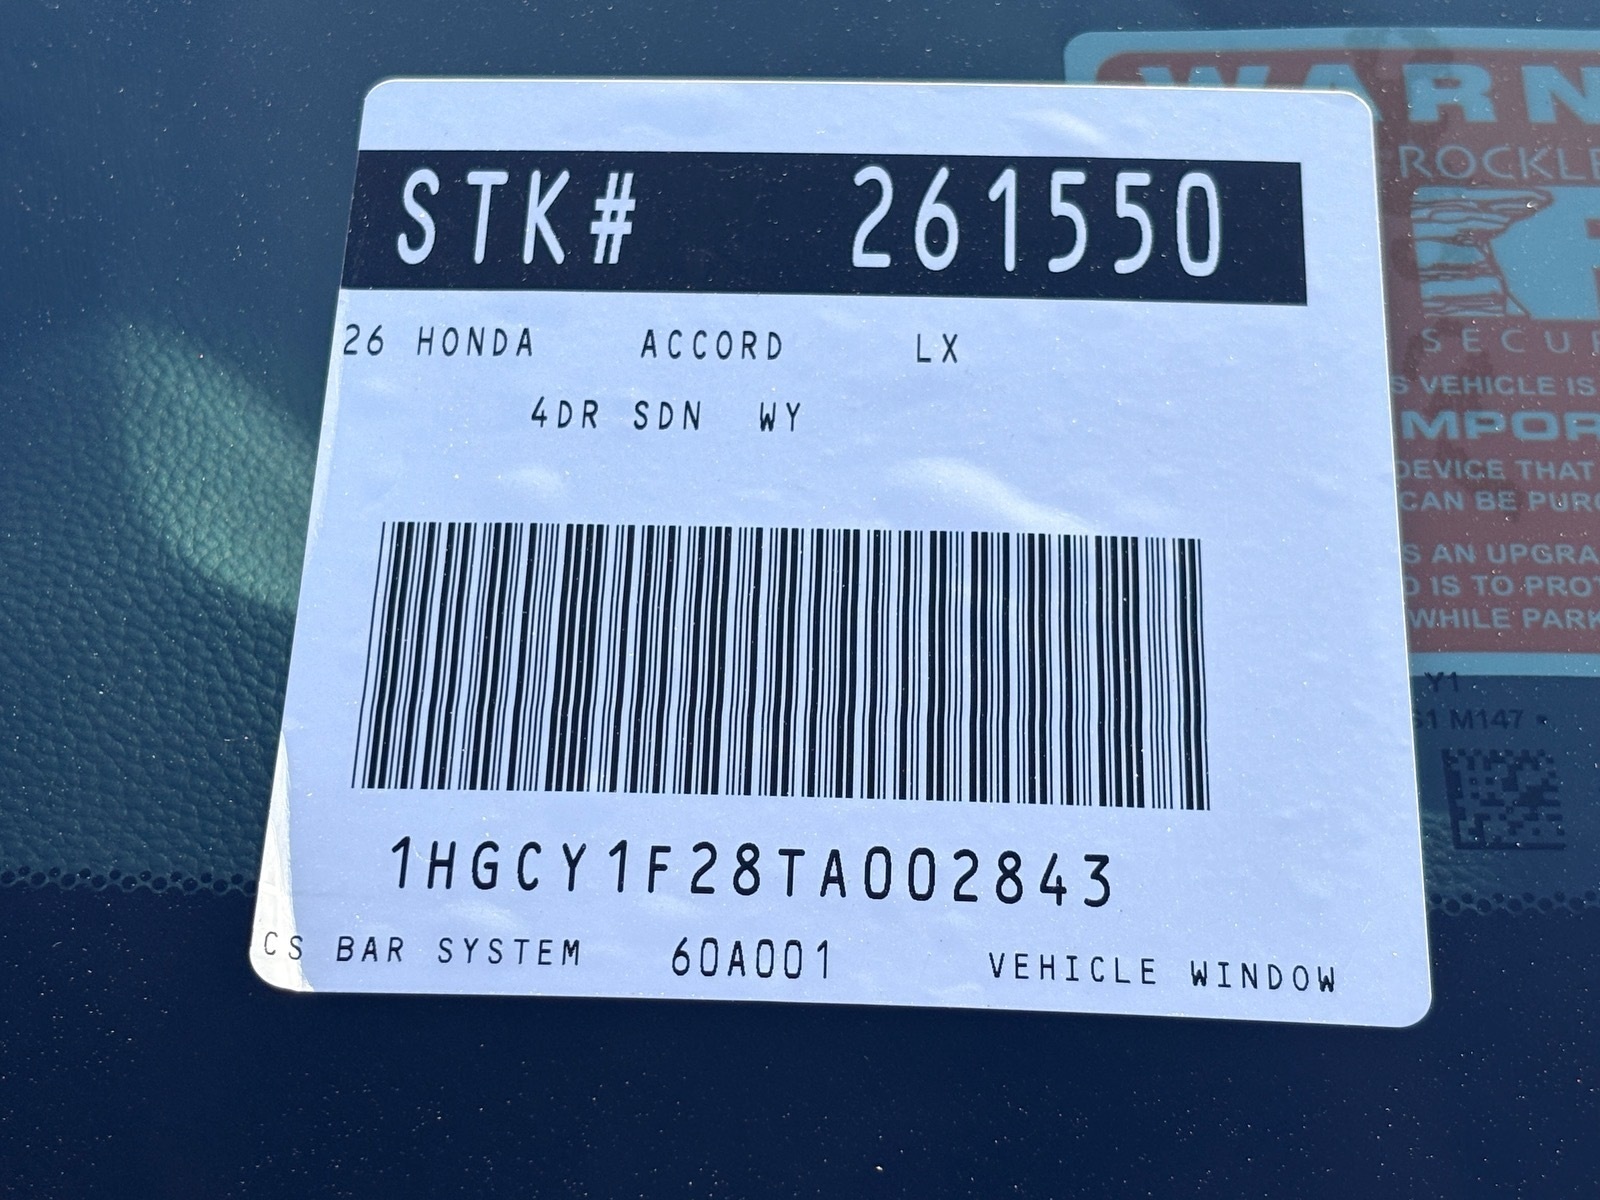 STK# 261550
26 HONDA ACCORD LX
4DR SDN WY
1HGCY1F28TA002843
CS BAR SYSTEM 60A001 VEHICLE WINDOW
WARN
ROCKLE
SECUR
S VEHICLE IS
MPOR
DEVICE THAT
CAN BE PUR
S AN UPGRA
IS TO PROT
WHILE PARK
Y1
M147